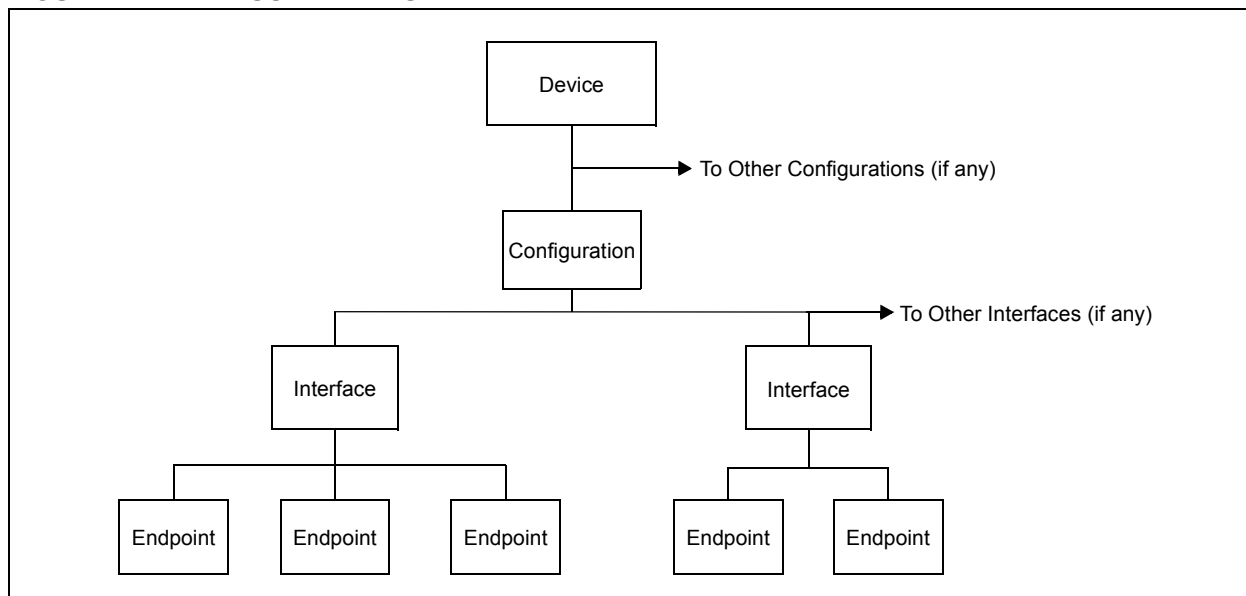 Device
To Other Configurations (if any)
Configuration
To Other Interfaces (if any)
Interface
Interface
Endpoint
Endpoint
Endpoint
Endpoint
Endpoint